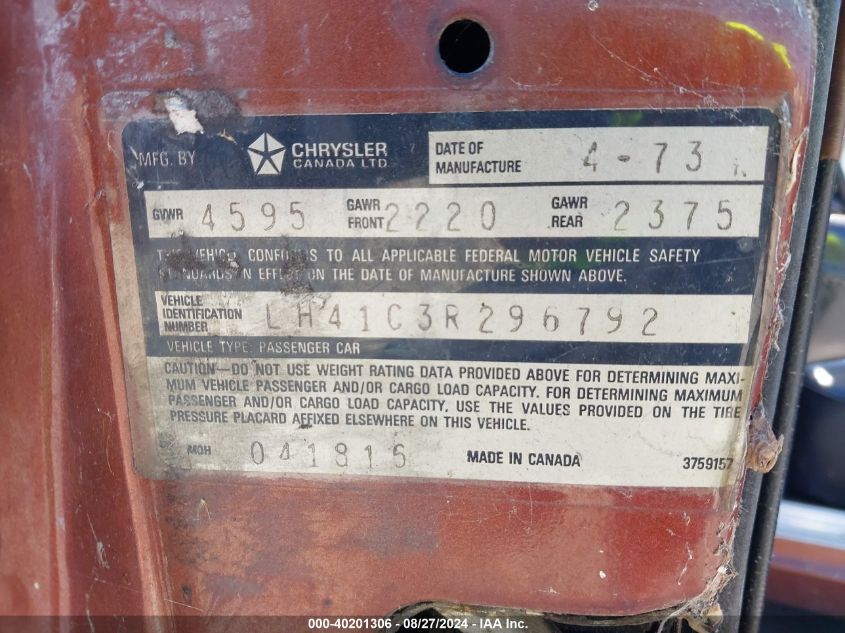 MFG. BY CHRYSLER CANADA LTD. DATE OF MANUFACTURE 4-73
GVWR 4595 GAWR FRONT 2220 GAWR REAR 2375
THIS VEHICLE CONFORMS TO ALL APPLICABLE FEDERAL MOTOR VEHICLE SAFETY
STANDARDS IN EFFECT ON THE DATE OF MANUFACTURE SHOWN ABOVE.
VEHICLE IDENTIFICATION NUMBER LH41C3R296792
VEHICLE TYPE: PASSENGER CAR
CAUTION—DO NOT USE WEIGHT RATING DATA PROVIDED ABOVE FOR DETERMINING MAXI-
MUM VEHICLE PASSENGER AND/OR CARGO LOAD CAPACITY. FOR DETERMINING MAXIMUM
PASSENGER AND/OR CARGO LOAD CAPACITY, USE THE VALUES PROVIDED ON THE TIRE
PRESSURE PLACARD AFFIXED ELSEWHERE ON THIS VEHICLE.
MDH 041816 MADE IN CANADA 3759157
000-40201306 - 08/27/2024 - IAA Inc.